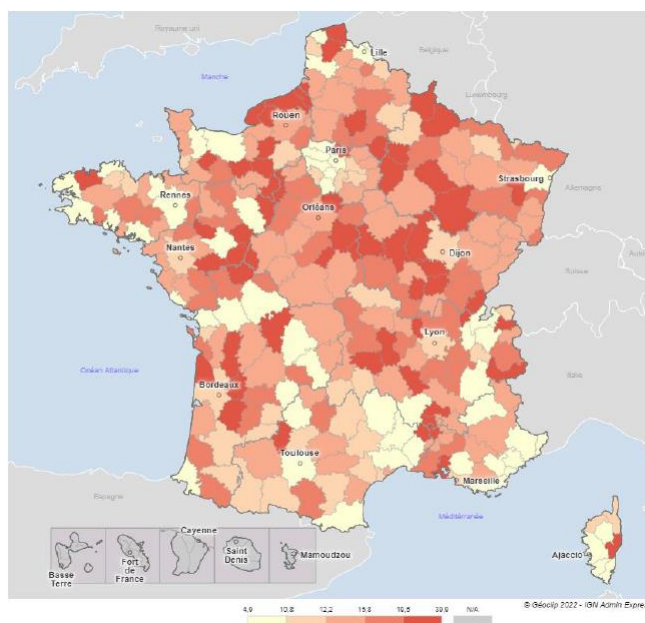 Royaume uni
Belgique
Lille
Manche
Luxembourg
Rouen
Paris
Strasbourg
Allemagne
Rennes
Orléans
Nantes
Dijon
Suisse
Lyon
Océan Atlantique
Bordeaux
Italie
Toulouse
Marseille
Espagne
Méditerranée
Cayenne
Ajaccio
Basse
Terre
Fort
de
France
Saint
Denis
Mamoudzou
© Géoclip 2022 - IGN Admin Expre
4,9 10,8 12,2 15,8 19,5 39,9 N/A